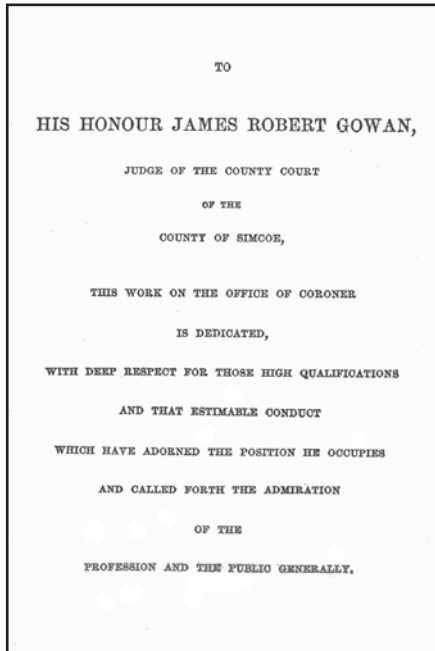 TO
HIS HONOUR JAMES ROBERT GOWAN,
JUDGE OF THE COUNTY COURT
OF THE
COUNTY OF SIMCOE,
THIS WORK ON THE OFFICE OF CORONER
IS DEDICATED,
WITH DEEP RESPECT FOR THOSE HIGH QUALIFICATIONS
AND THAT ESTIMABLE CONDUCT
WHICH HAVE ADORNED THE POSITION HE OCCUPIES
AND CALLED FORTH THE ADMIRATION
OF THE
PROFESSION AND THE PUBLIC GENERALLY.